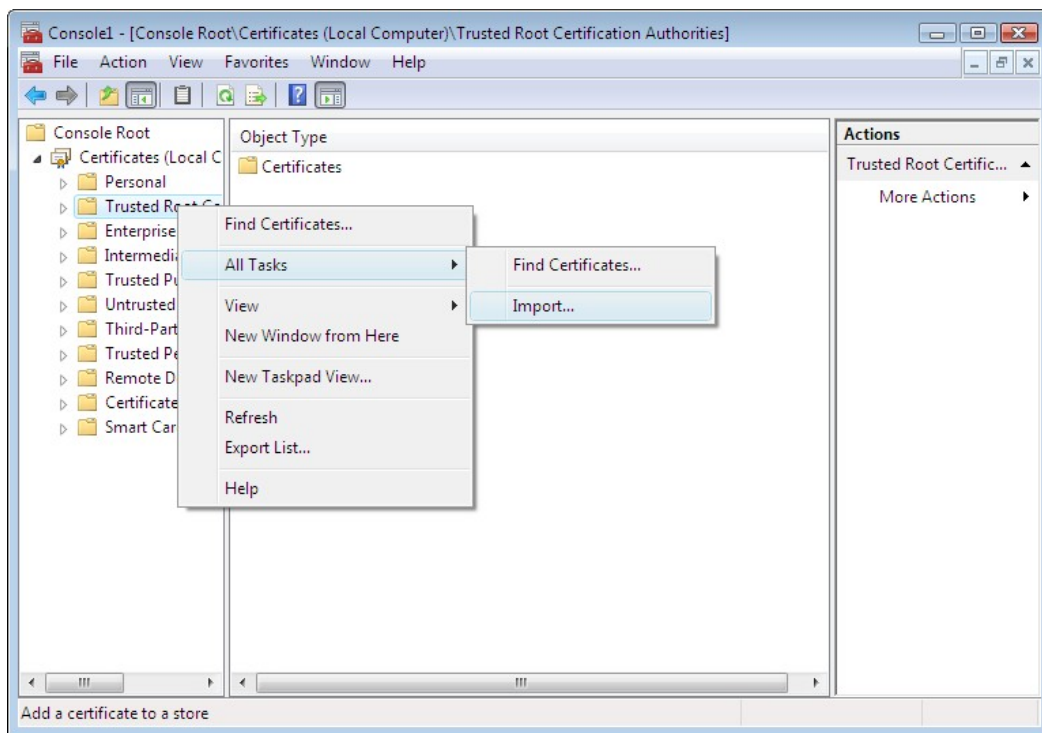 Console1 - [Console Root\Certificates (Local Computer)\Trusted Root Certification Authorities]
File Action View Favorites Window Help
Console Root
Certificates (Local C
Personal
Trusted Root Ce
Enterprise
Intermedi
Trusted Pu
Untrusted
Third-Part
Trusted Pe
Remote D
Certificate
Smart Car
Object Type
Certificates
Find Certificates...
All Tasks
View
New Window from Here
New Taskpad View...
Refresh
Export List...
Help
Find Certificates...
Import...
Actions
Trusted Root Certific...
More Actions
Add a certificate to a store